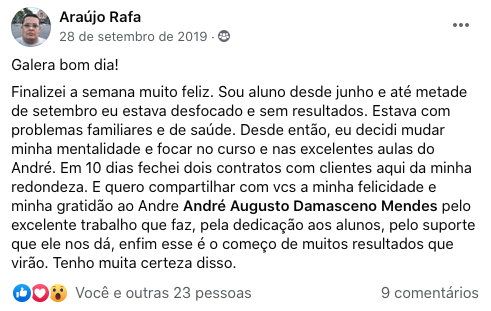 Araújo Rafa
28 de setembro de 2019 ·
Galera bom dia!
Finalizei a semana muito feliz. Sou aluno desde junho e até metade
de setembro eu estava desfocado e sem resultados. Estava com
problemas familiares e de saúde. Desde então, eu decidi mudar
minha mentalidade e focar no curso e nas excelentes aulas do
André. Em 10 dias fechei dois contratos com clientes aqui da minha
redondeza. E quero compartilhar com vcs a minha felicidade e
minha gratidão ao Andre André Augusto Damasceno Mendes pelo
excelente trabalho que faz, pela dedicação aos alunos, pelo suporte
que ele nos dá, enfim esse é o começo de muitos resultados que
virão. Tenho muita certeza disso.
Você e outras 23 pessoas
9 comentários